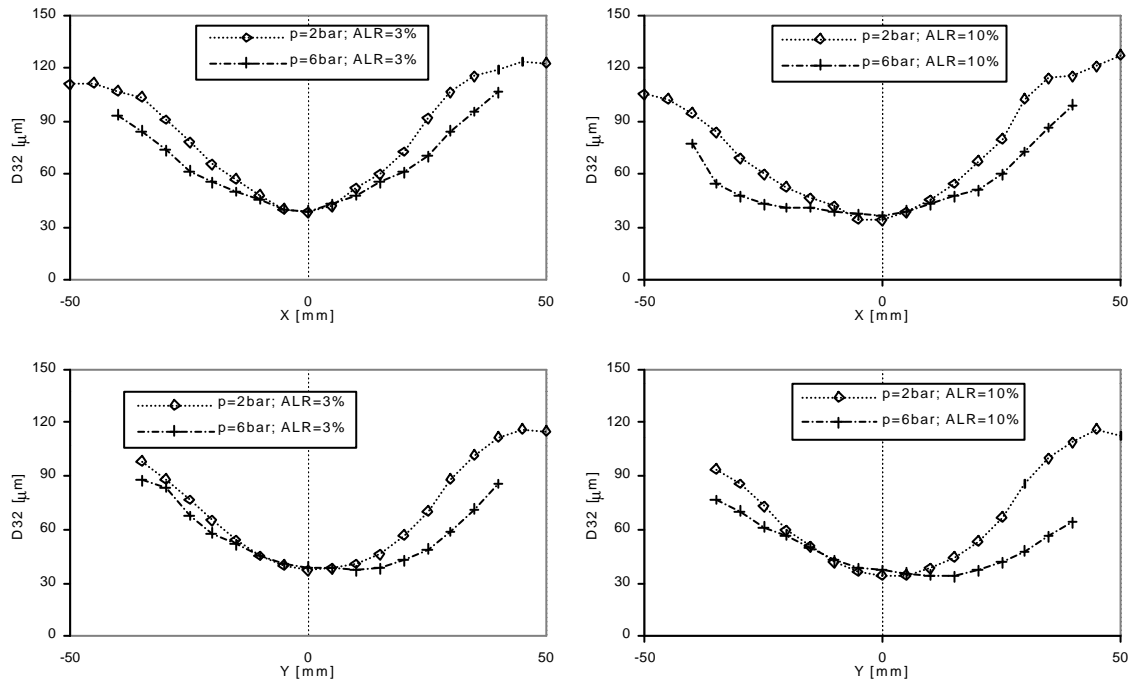 150
120
90
60
30
0
D32 [µm]
p=2bar; ALR=3%
p=6bar; ALR=3%
-50
0
50
X [mm]
150
120
90
60
30
0
D32 [µm]
p=2bar; ALR=10%
p=6bar; ALR=10%
-50
0
50
X [mm]
150
120
90
60
30
0
D32 [µm]
p=2bar; ALR=3%
p=6bar; ALR=3%
-50
0
50
Y [mm]
150
120
90
60
30
0
D32 [µm]
p=2bar; ALR=10%
p=6bar; ALR=10%
-50
0
50
Y [mm]